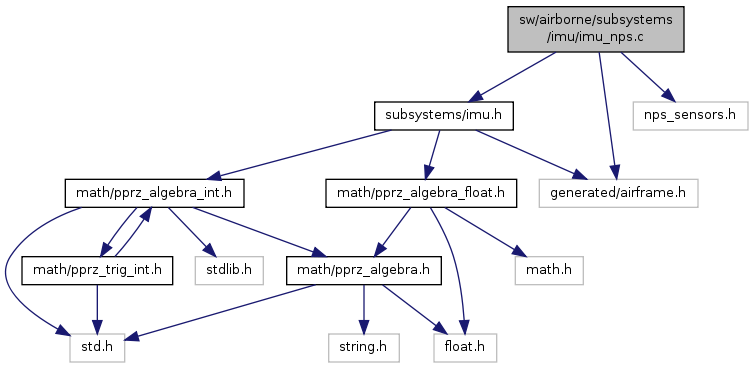 sw/airborne/subsystems
/imu/imu_nps.c
subsystems/imu.h
nps_sensors.h
math/pprz_algebra_int.h
math/pprz_algebra_float.h
generated/airframe.h
math/pprz_trig_int.h
stdlib.h
math/pprz_algebra.h
math.h
std.h
string.h
float.h